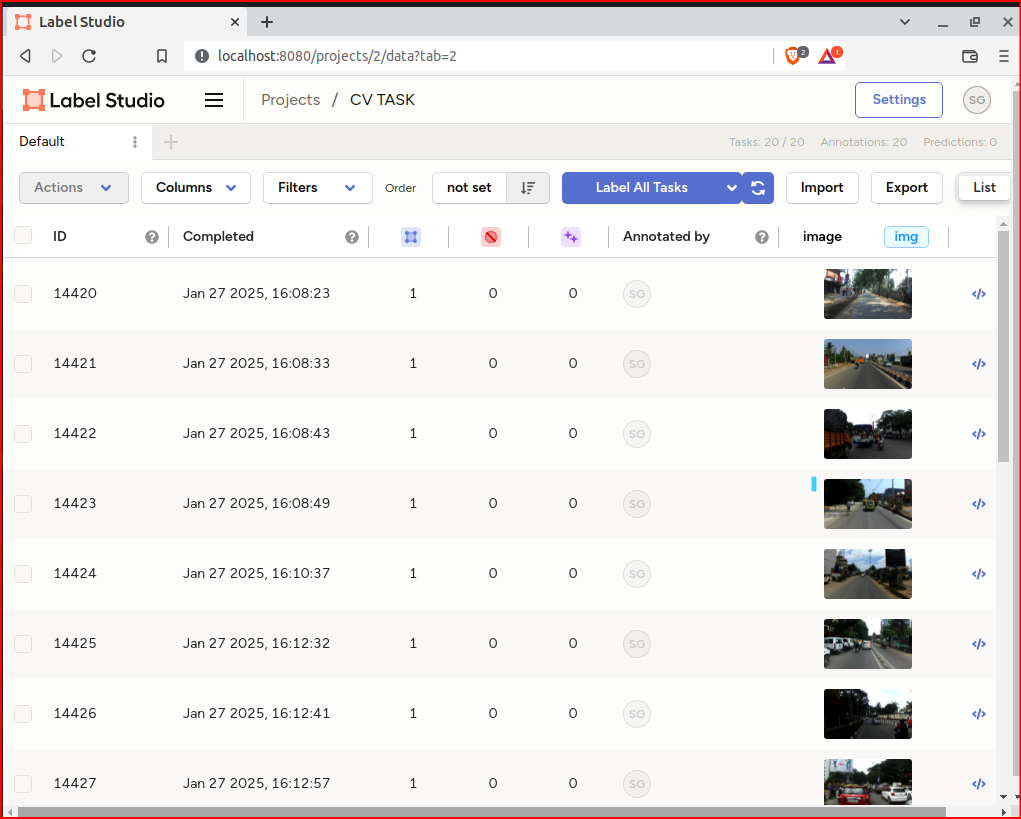 Label Studio
localhost:8080/projects/2/data?tab=2
2
1
Label Studio
Projects / CV TASK
Settings
SG
Default
Tasks: 20 / 20 Annotations: 20 Predictions: 0
Actions Columns Filters Order not set Label All Tasks Import Export List
ID Completed Annotated by image img
14420 Jan 27 2025, 16:08:23 1 0 0 SG </>
14421 Jan 27 2025, 16:08:33 1 0 0 SG </>
14422 Jan 27 2025, 16:08:43 1 0 0 SG </>
14423 Jan 27 2025, 16:08:49 1 0 0 SG </>
14424 Jan 27 2025, 16:10:37 1 0 0 SG </>
14425 Jan 27 2025, 16:12:32 1 0 0 SG </>
14426 Jan 27 2025, 16:12:41 1 0 0 SG </>
14427 Jan 27 2025, 16:12:57 1 0 0 SG </>